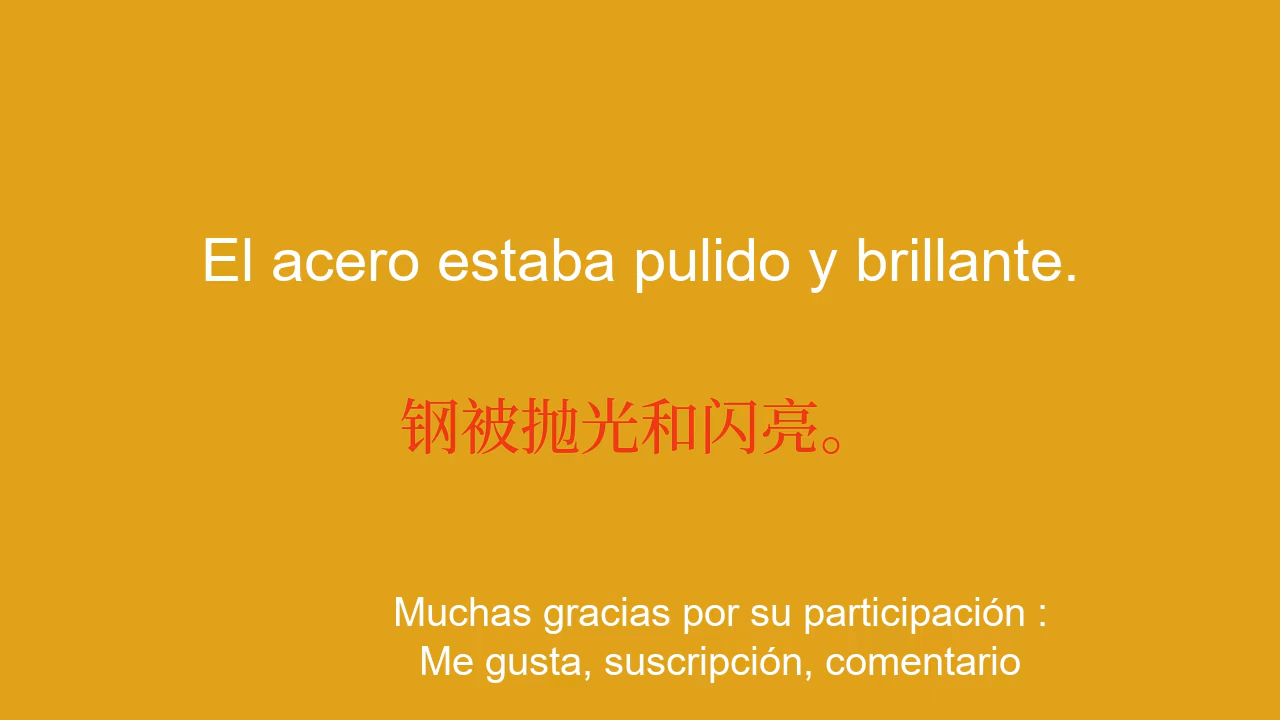 El acero estaba pulido y brillante.
钢被抛光和闪亮。
Muchas gracias por su participación :
Me gusta, suscripción, comentario